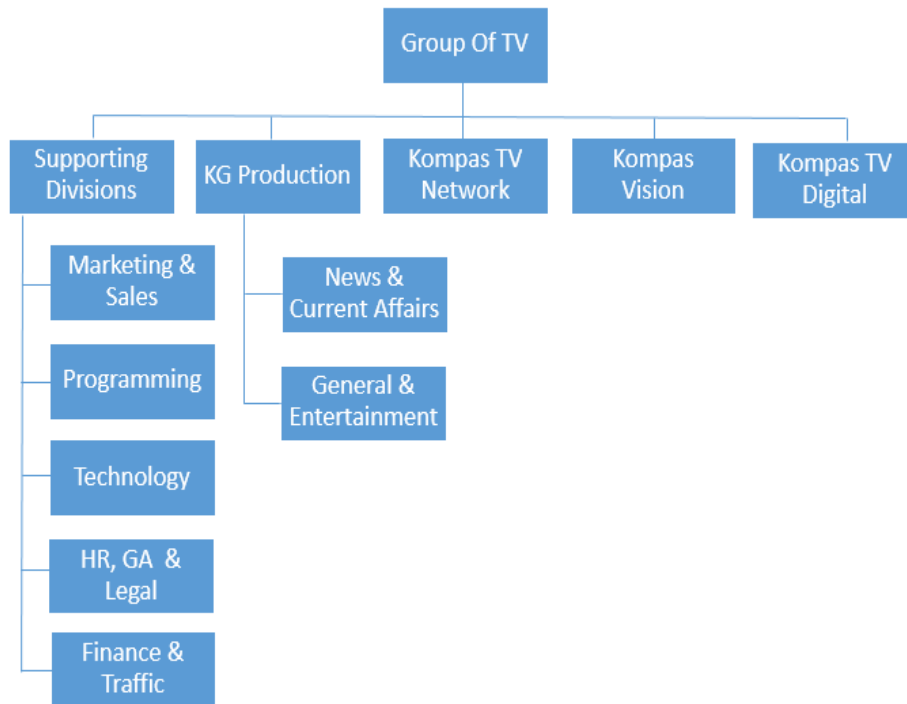 Group Of TV
Supporting
Divisions
KG Production
Kompas TV
Network
Kompas
Vision
Kompas TV
Digital
Marketing &
Sales
Programming
Technology
HR, GA &
Legal
Finance &
Traffic
News &
Current Affairs
General &
Entertainment